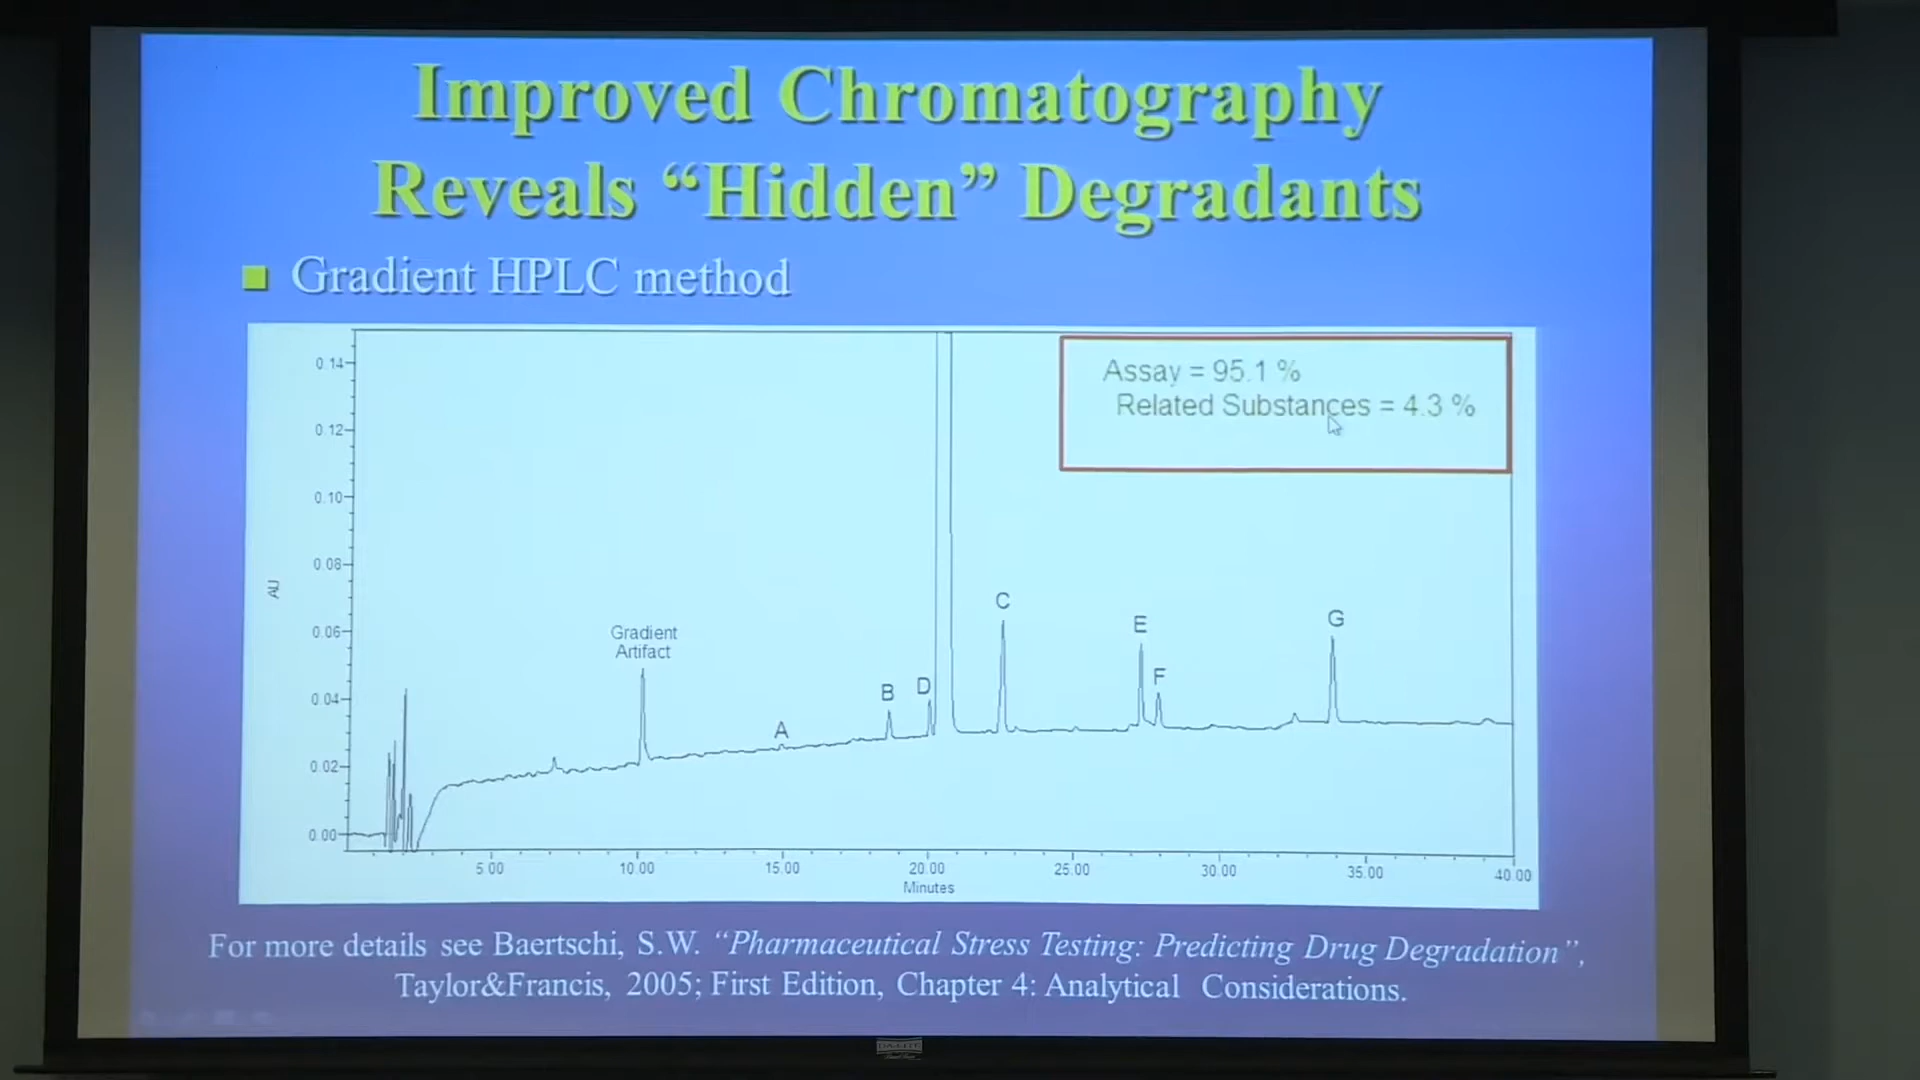 Improved Chromatography
Reveals “Hidden” Degradants
Gradient HPLC method
Assay = 95.1 %
Related Substances = 4.3 %
0.14
0.12
0.10
0.08
0.06
0.04
0.02
0.00
AU
Gradient
Artifact
A
B
D
C
E
F
G
5.00
10.00
15.00
20.00
25.00
30.00
35.00
40.00
Minutes
For more details see Baertschi, S.W. “Pharmaceutical Stress Testing: Predicting Drug Degradation”,
Taylor&Francis, 2005; First Edition, Chapter 4: Analytical Considerations.